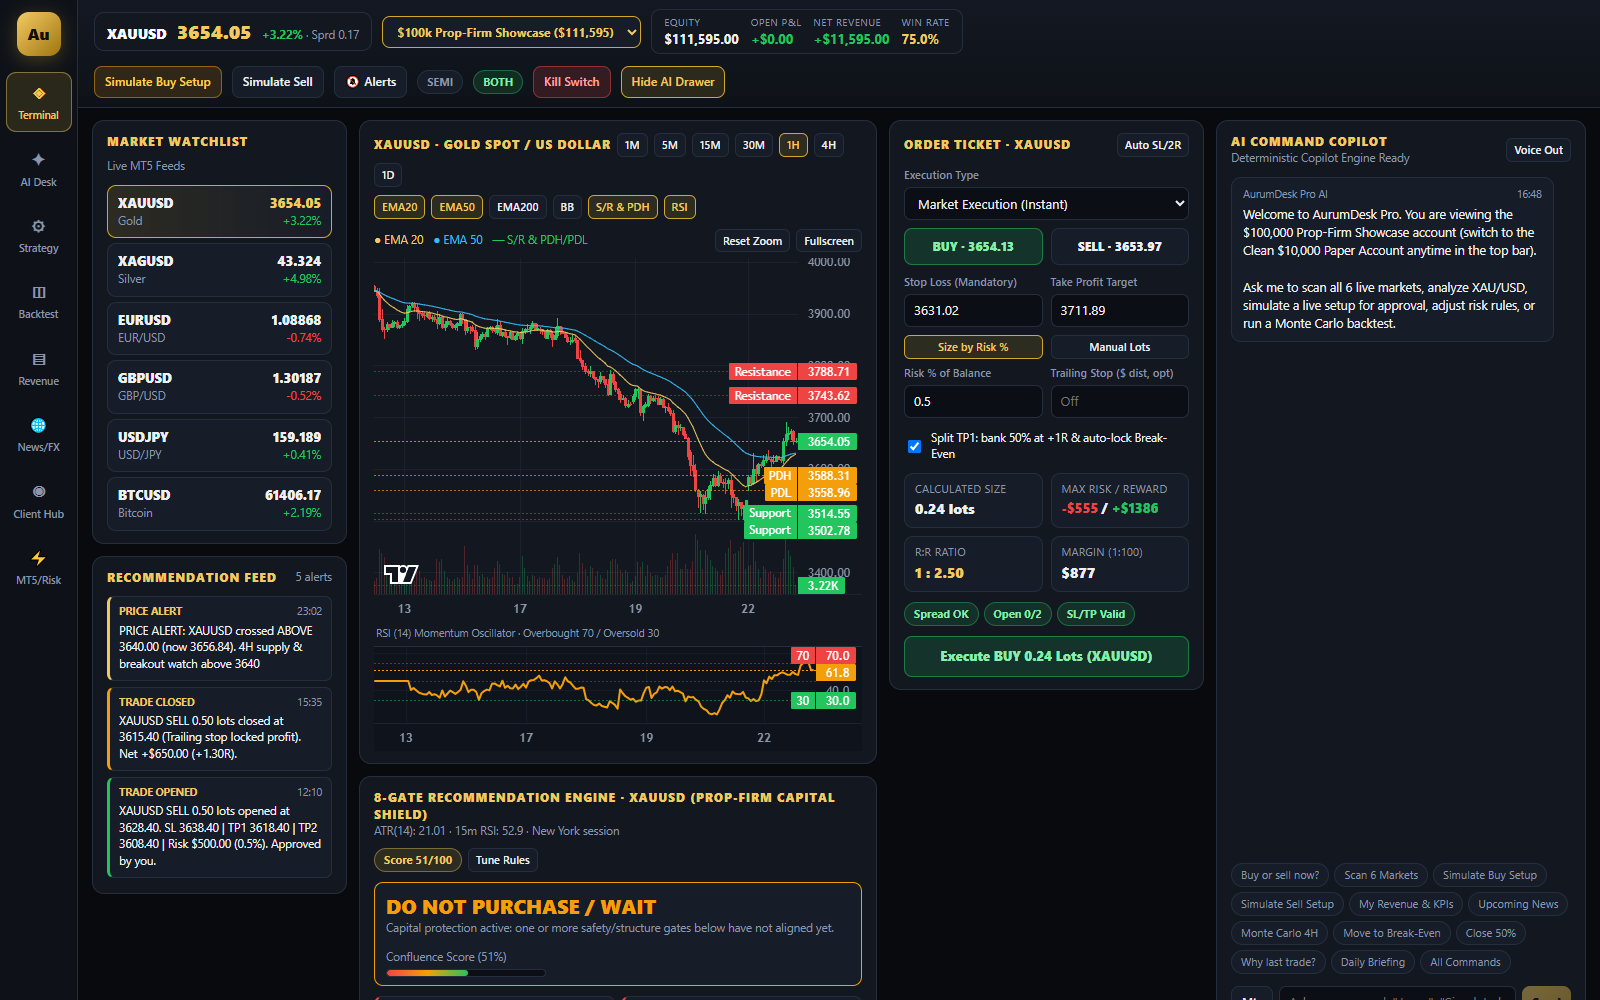 Au
Terminal
AI Desk
Strategy
Backtest
Revenue
News/FX
Client Hub
MT5/Risk
XAUUSD 3654.05 +3.22% · Sprd 0.17
$100k Prop-Firm Showcase ($111,595)
EQUITY
$111,595.00
OPEN P&L
+$0.00
NET REVENUE
+$11,595.00
WIN RATE
75.0%
Simulate Buy Setup
Simulate Sell
Alerts
SEMI
BOTH
Kill Switch
Hide AI Drawer
MARKET WATCHLIST
Live MT5 Feeds
XAUUSD 3654.05
Gold +3.22%
XAGUSD 43.324
Silver +4.98%
EURUSD 1.08868
EUR/USD -0.74%
GBPUSD 1.30187
GBP/USD -0.52%
USDJPY 159.189
USD/JPY +0.41%
BTCUSD 61406.17
Bitcoin +2.19%
RECOMMENDATION FEED 5 alerts
PRICE ALERT 23:02
PRICE ALERT: XAUUSD crossed ABOVE
3640.00 (now 3656.84). 4H supply &
breakout watch above 3640
TRADE CLOSED 15:35
XAUUSD SELL 0.50 lots closed at
3615.40 (Trailing stop locked profit).
Net +$650.00 (+1.30R).
TRADE OPENED 12:10
XAUUSD SELL 0.50 lots opened at
3628.40. SL 3638.40 | TP1 3618.40 | TP2
3608.40 | Risk $500.00 (0.5%). Approved
by you.
XAUUSD · GOLD SPOT / US DOLLAR
1M
5M
15M
30M
1H
4H
1D
EMA20
EMA50
EMA200
BB
S/R & PDH
RSI
EMA 20
EMA 50
S/R & PDH/PDL
Reset Zoom
Fullscreen
4000.00
3900.00
Resistance 3788.71
Resistance 3743.62
3700.00
3654.05
PDH 3588.31
PDL 3558.96
Support 3514.55
Support 3502.78
3400.00
3.22K
13 17 19 22
RSI (14) Momentum Oscillator · Overbought 70 / Oversold 30
70 70.0
61.8
40.0
30 30.0
13 17 19 22
8-GATE RECOMMENDATION ENGINE · XAUUSD (PROP-FIRM CAPITAL
SHIELD)
ATR(14): 21.01 · 15m RSI: 52.9 · New York session
Score 51/100
Tune Rules
DO NOT PURCHASE / WAIT
Capital protection active: one or more safety/structure gates below have not aligned yet.
Confluence Score (51%)
ORDER TICKET · XAUUSD
Auto SL/2R
Execution Type
Market Execution (Instant)
BUY · 3654.13
SELL · 3653.97
Stop Loss (Mandatory)
Take Profit Target
3631.02
3711.89
Size by Risk %
Manual Lots
Risk % of Balance
Trailing Stop ($ dist, opt)
0.5
Off
Split TP1: bank 50% at +1R & auto-lock Break-
Even
CALCULATED SIZE
0.24 lots
MAX RISK / REWARD
-$555 / +$1386
R:R RATIO
1 : 2.50
MARGIN (1:100)
$877
Spread OK
Open 0/2
SL/TP Valid
Execute BUY 0.24 Lots (XAUUSD)
AI COMMAND COPILOT
Deterministic Copilot Engine Ready
Voice Out
AurumDesk Pro AI 16:48
Welcome to AurumDesk Pro. You are viewing the
$100,000 Prop-Firm Showcase account (switch to the
Clean $10,000 Paper Account anytime in the top bar).
Ask me to scan all 6 live markets, analyze XAU/USD,
simulate a live setup for approval, adjust risk rules, or
run a Monte Carlo backtest.
Buy or sell now?
Scan 6 Markets
Simulate Buy Setup
Simulate Sell Setup
My Revenue & KPIs
Upcoming News
Monte Carlo 4H
Move to Break-Even
Close 50%
Why last trade?
Daily Briefing
All Commands